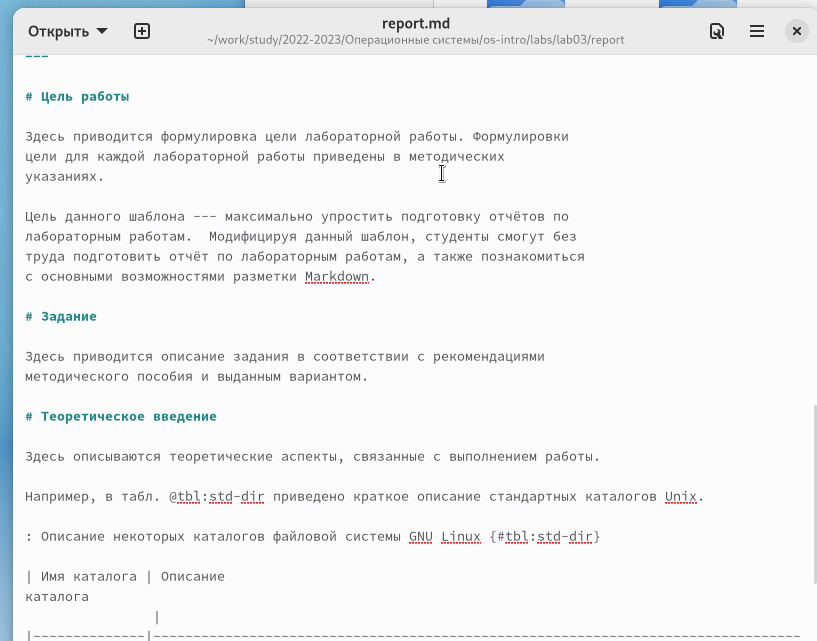 Открыть
report.md
~/work/study/2022-2023/Операционные системы/os-intro/labs/lab03/report
---
# Цель работы
Здесь приводится формулировка цели лабораторной работы. Формулировки
цели для каждой лабораторной работы приведены в методических
указаниях.
Цель данного шаблона --- максимально упростить подготовку отчётов по
лабораторным работам.  Модифицируя данный шаблон, студенты смогут без
труда подготовить отчёт по лабораторным работам, а также познакомиться
с основными возможностями разметки Markdown.
# Задание
Здесь приводится описание задания в соответствии с рекомендациями
методического пособия и выданным вариантом.
# Теоретическое введение
Здесь описываются теоретические аспекты, связанные с выполнением работы.
Например, в табл. @tbl:std-dir приведено краткое описание стандартных каталогов Unix.
: Описание некоторых каталогов файловой системы GNU Linux {#tbl:std-dir}
| Имя каталога | Описание
каталога
|
|--------------|---------------------------------------------------------------------------------